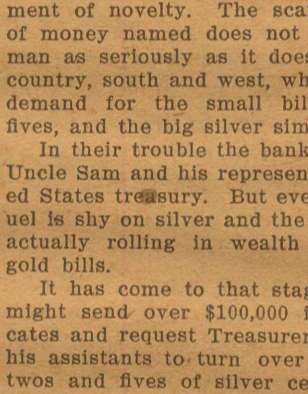 ment of novelty. The sca
of money named does not
man as seriously as it does
country, south and west, wh
demand for the small bil
fives, and the big silver sim
In their trouble the bank
Uncle Sam and his represen
ed States treasury. But eve
uel is shy on silver and the
actually rolling in wealth
gold bills.
It has come to that stag
might send over $100,000 i
cates and request Treasurer
his assistants to turn over
twos and fives of silver ce